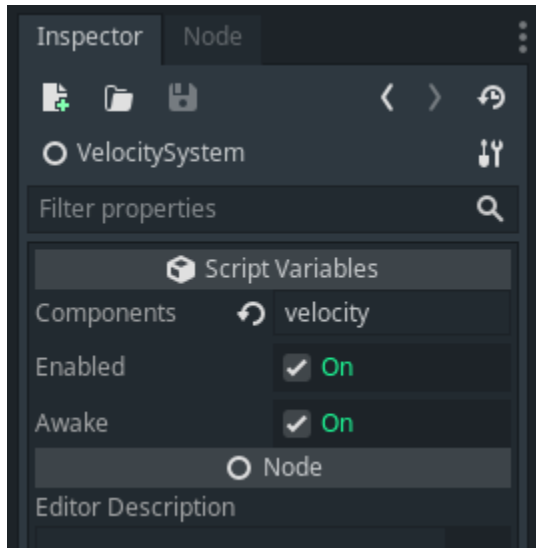 Inspector Node
VelocitySystem
Filter properties
Script Variables
Components velocity
Enabled On
Awake On
Node
Editor Description